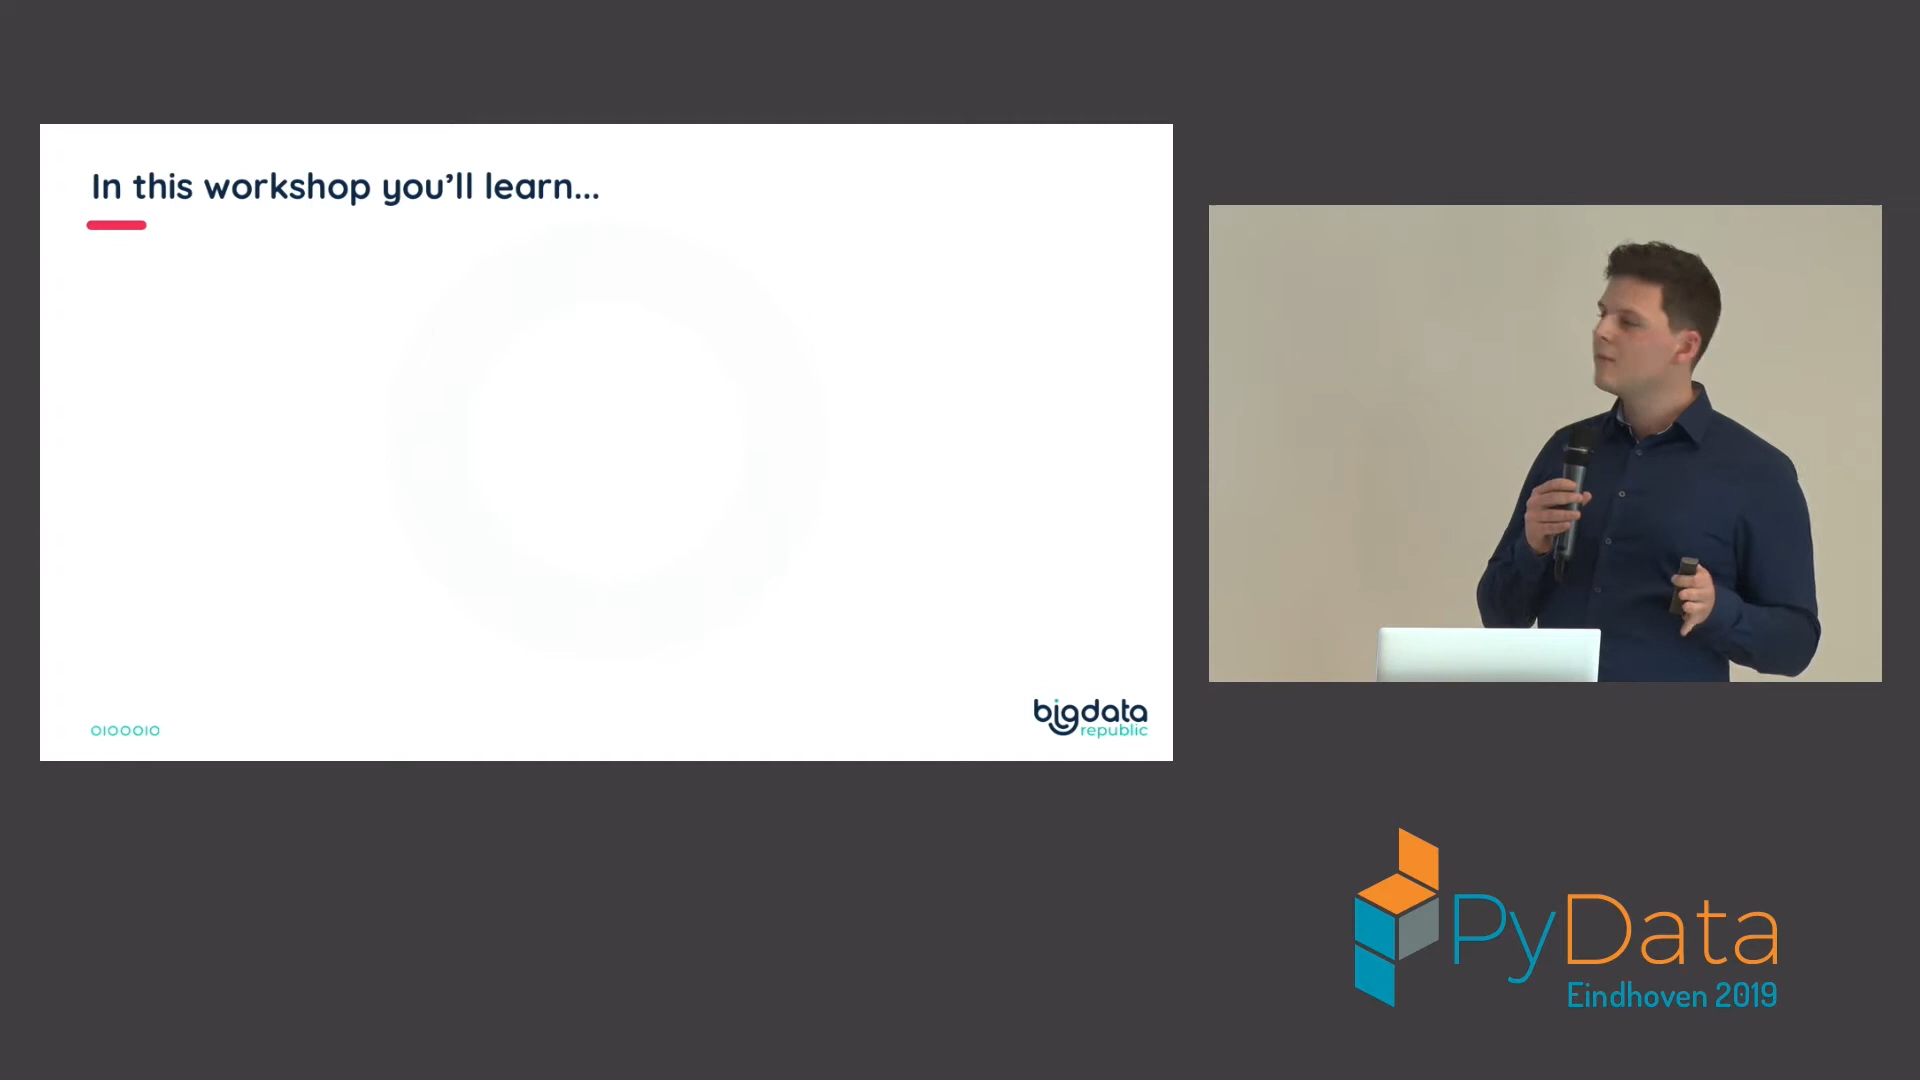 In this workshop you'll learn...
0100010
bigdata
republic
PyData
Eindhoven 2019